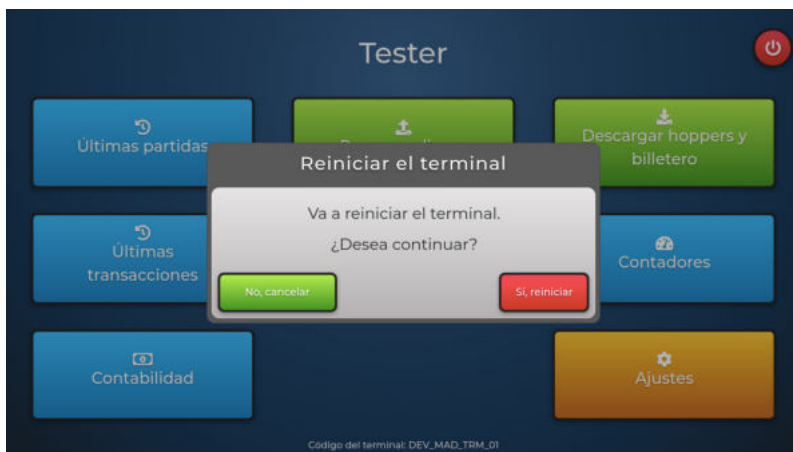 Tester
Últimas partidas
Descargar hoppers y
billetero
Reiniciar el terminal
Va a reiniciar el terminal.
¿Desea continuar?
No, cancelar
Sí, reiniciar
Últimas
transacciones
Contadores
Contabilidad
Ajustes
Código del terminal: DEV_MAD_TRM_01